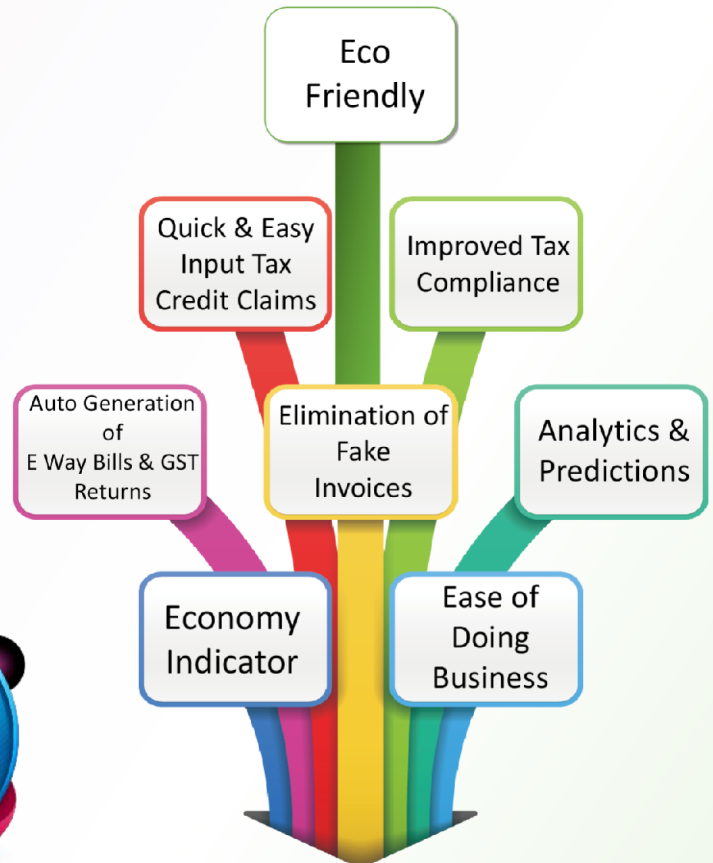 Eco
Friendly
Quick & Easy
Input Tax
Credit Claims
Improved Tax
Compliance
Auto Generation
of
E Way Bills & GST
Returns
Elimination of
Fake
Invoices
Analytics &
Predictions
Economy
Indicator
Ease of
Doing
Business